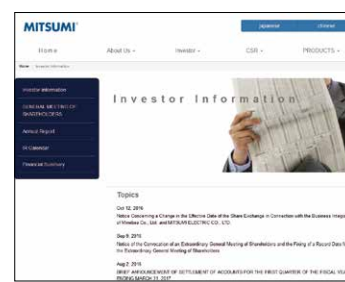 MITSUMI
Japanese Chinese
Home About Us Investor CSR PRODUCTS
Home Investor Information
Investor Information
GENERAL MEETING OF
SHAREHOLDERS
Annual Report
IR Calendar
Financial Summary
Investor Information
Topics
Oct 12, 2016
Notice Concerning a Change in the Effective Date of the Share Exchange in Connection with the Business Integ
of Minebea Co., Ltd. and MITSUMI ELECTRIC CO., LTD.
Sep 9, 2016
Notice of the Convocation of an Extraordinary General Meeting of Shareholders and the Fixing of a Record Date f
the Extraordinary General Meeting of Shareholders
Aug 2, 2016
BRIEF ANNOUNCEMENT OF SETTLEMENT OF ACCOUNTS FOR THE FIRST QUARTER OF THE FISCAL YEA
ENDING MARCH 31, 2017